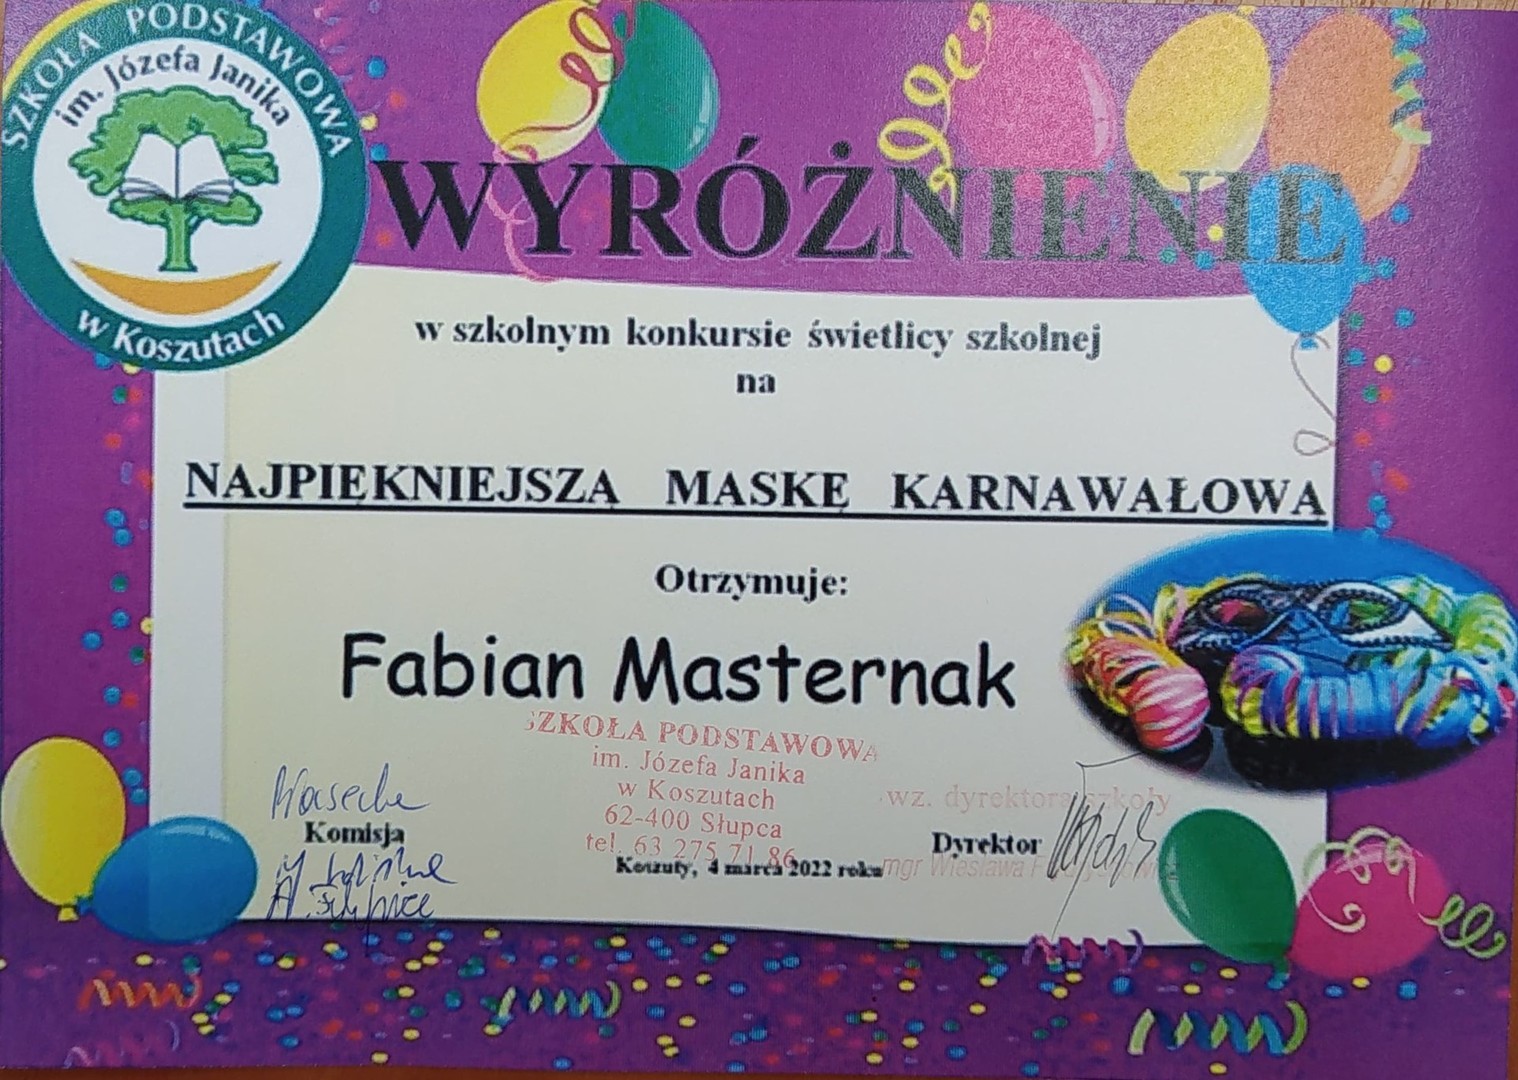 SZKOŁA PODSTAWOWA
im. Józefa Janika
w Koszutach
WYRÓŻNIENIE
w szkolnym konkursie świetlicy szkolnej
na
NAJPIĘKNIEJSZĄ MASKĘ KARNAWAŁOWĄ
Otrzymuje:
Fabian Masternak
SZKOŁA PODSTAWOWA
im. Józefa Janika
w Koszutach
62-400 Słupca
tel. 63 275 71 86
Komisja
wz. dyrektora szkoły
Dyrektor
mgr Wiesława
Koszuty, 4 marca 2022 roku